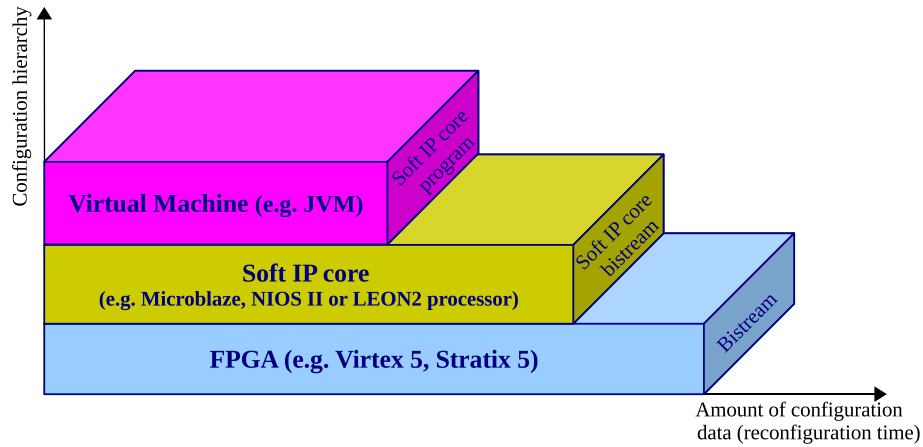 Configuration hierarchy
Soft IP core
program
Virtual Machine (e.g. JVM)
Soft IP core
bistream
Soft IP core
(e.g. Microblaze, NIOS II or LEON2 processor)
Bistream
FPGA (e.g. Virtex 5, Stratix 5)
Amount of configuration
data (reconfiguration time)